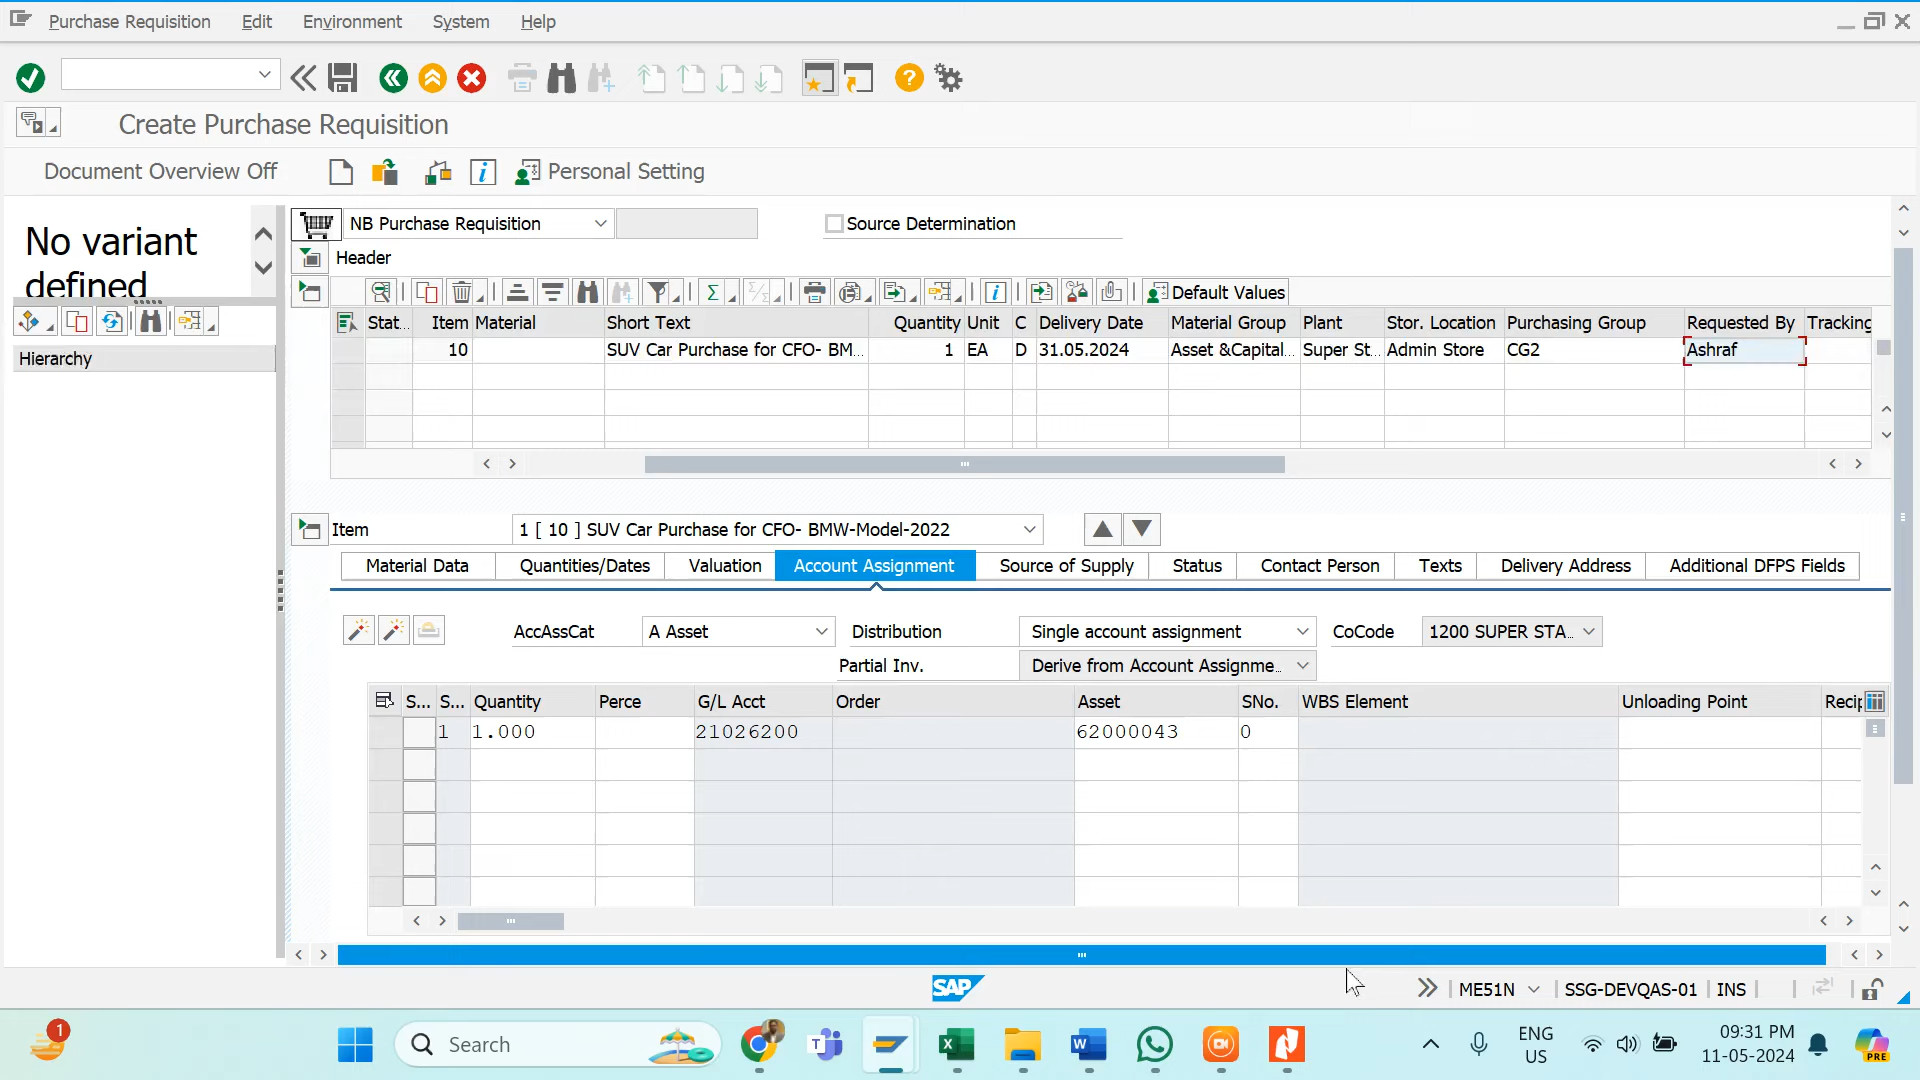 Purchase Requisition Edit Environment System Help
Create Purchase Requisition
Document Overview Off Personal Setting
No variant
defined
Hierarchy
NB Purchase Requisition Source Determination
Header
Default Values
Stat... Item Material Short Text Quantity Unit C Delivery Date Material Group Plant Stor. Location Purchasing Group Requested By Tracking
10 SUV Car Purchase for CFO- BM... 1 EA D 31.05.2024 Asset &Capital... Super St... Admin Store CG2 Ashraf
Item 1 [ 10 ] SUV Car Purchase for CFO- BMW-Model-2022
Material Data Quantities/Dates Valuation Account Assignment Source of Supply Status Contact Person Texts Delivery Address Additional DFPS Fields
AccAssCat A Asset Distribution Single account assignment CoCode 1200 SUPER STA...
Partial Inv. Derive from Account Assignme...
S... S... Quantity Perce G/L Acct Order Asset SNo. WBS Element Unloading Point Recip
1 1.000 21026200 62000043 0
SAP ME51N SSG-DEVQAS-01 INS
1 Search ENG 09:31 PM
US 11-05-2024 PRE